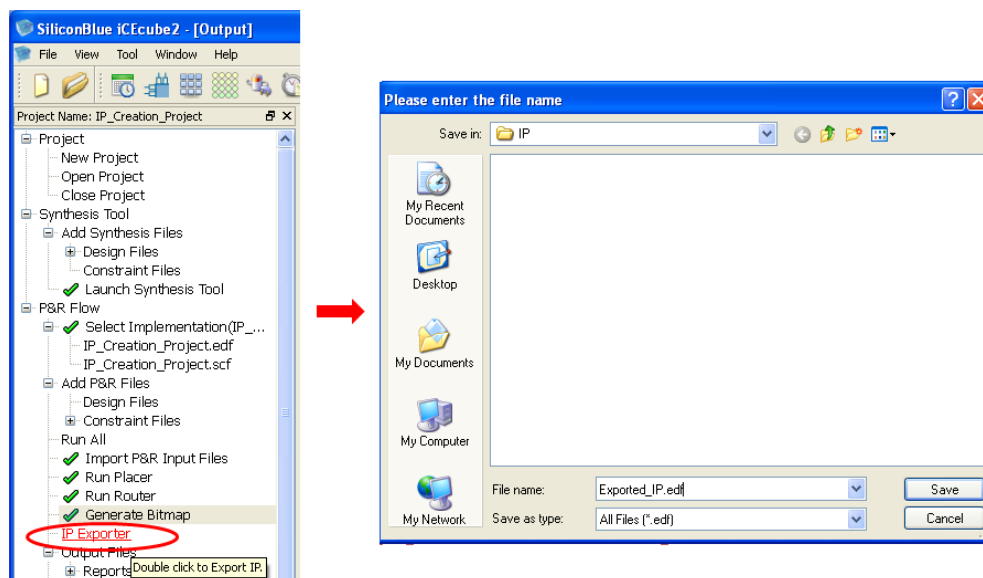 SiliconBlue iCEcube2 - [Output]
File View Tool Window Help
Project Name: IP_Creation_Project
Project
New Project
Open Project
Close Project
Synthesis Tool
Add Synthesis Files
Design Files
Constraint Files
Launch Synthesis Tool
P&R Flow
Select Implementation(IP_...
IP_Creation_Project.edf
IP_Creation_Project.scf
Add P&R Files
Design Files
Constraint Files
Run All
Import P&R Input Files
Run Placer
Run Router
Generate Bitmap
IP Exporter
Output Files
Reports
Double click to Export IP.
Please enter the file name
Save in:
IP
My Recent
Documents
Desktop
My Documents
My Computer
My Network
File name:
Exported_IP.edf
Save
Save as type:
All Files (*.edf)
Cancel